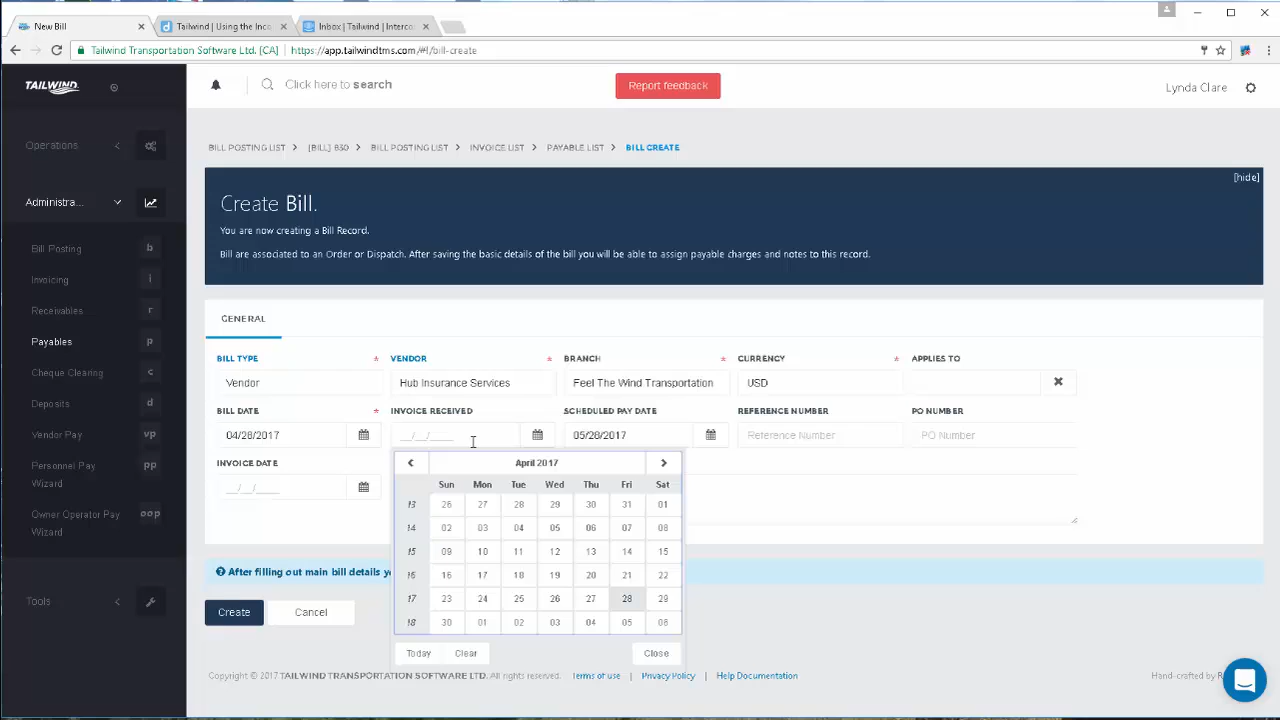 New Bill
Tailwind | Using the Inco
Inbox | Tailwind | Interco
Tailwind Transportation Software Ltd. [CA] https://app.tailwindtms.com/#!/bill-create
TAILWIND
Click here to search
Report feedback
Lynda Clare
Operations
BILL POSTING LIST > [BILL] 650 > BILL POSTING LIST > INVOICE LIST > PAYABLE LIST > BILL CREATE
Administra...
[hide]
Create Bill.
You are now creating a Bill Record.
Bill are associated to an Order or Dispatch. After saving the basic details of the bill you will be able to assign payable charges and notes to this record.
Bill Posting b
Invoicing i
Receivables r
Payables p
Check Clearing c
Deposits d
Vendor Pay vp
Personnel Pay Wizard pp
Owner Operator Pay Wizard oop
Tools
GENERAL
BILL TYPE * VENDOR * BRANCH * CURRENCY * APPLIES TO
Vendor Hub Insurance Services Feel The Wind Transportation USD
BILL DATE * INVOICE RECEIVED SCHEDULED PAY DATE REFERENCE NUMBER PO NUMBER
04/28/2017 __/__/____ 05/28/2017 Reference Number PO Number
INVOICE DATE
__/__/____
April 2017
Sun Mon Tue Wed Thu Fri Sat
13 26 27 28 29 30 31 01
14 02 03 04 05 06 07 08
15 09 10 11 12 13 14 15
16 16 17 18 19 20 21 22
17 23 24 25 26 27 28 29
18 30 01 02 03 04 05 06
Today Clear Close
After filling out main bill details y
Create Cancel
Copyright © 2017 TAILWIND TRANSPORTATION SOFTWARE LTD. All rights reserved. Terms of use | Privacy Policy | Help Documentation
Hand-crafted by R